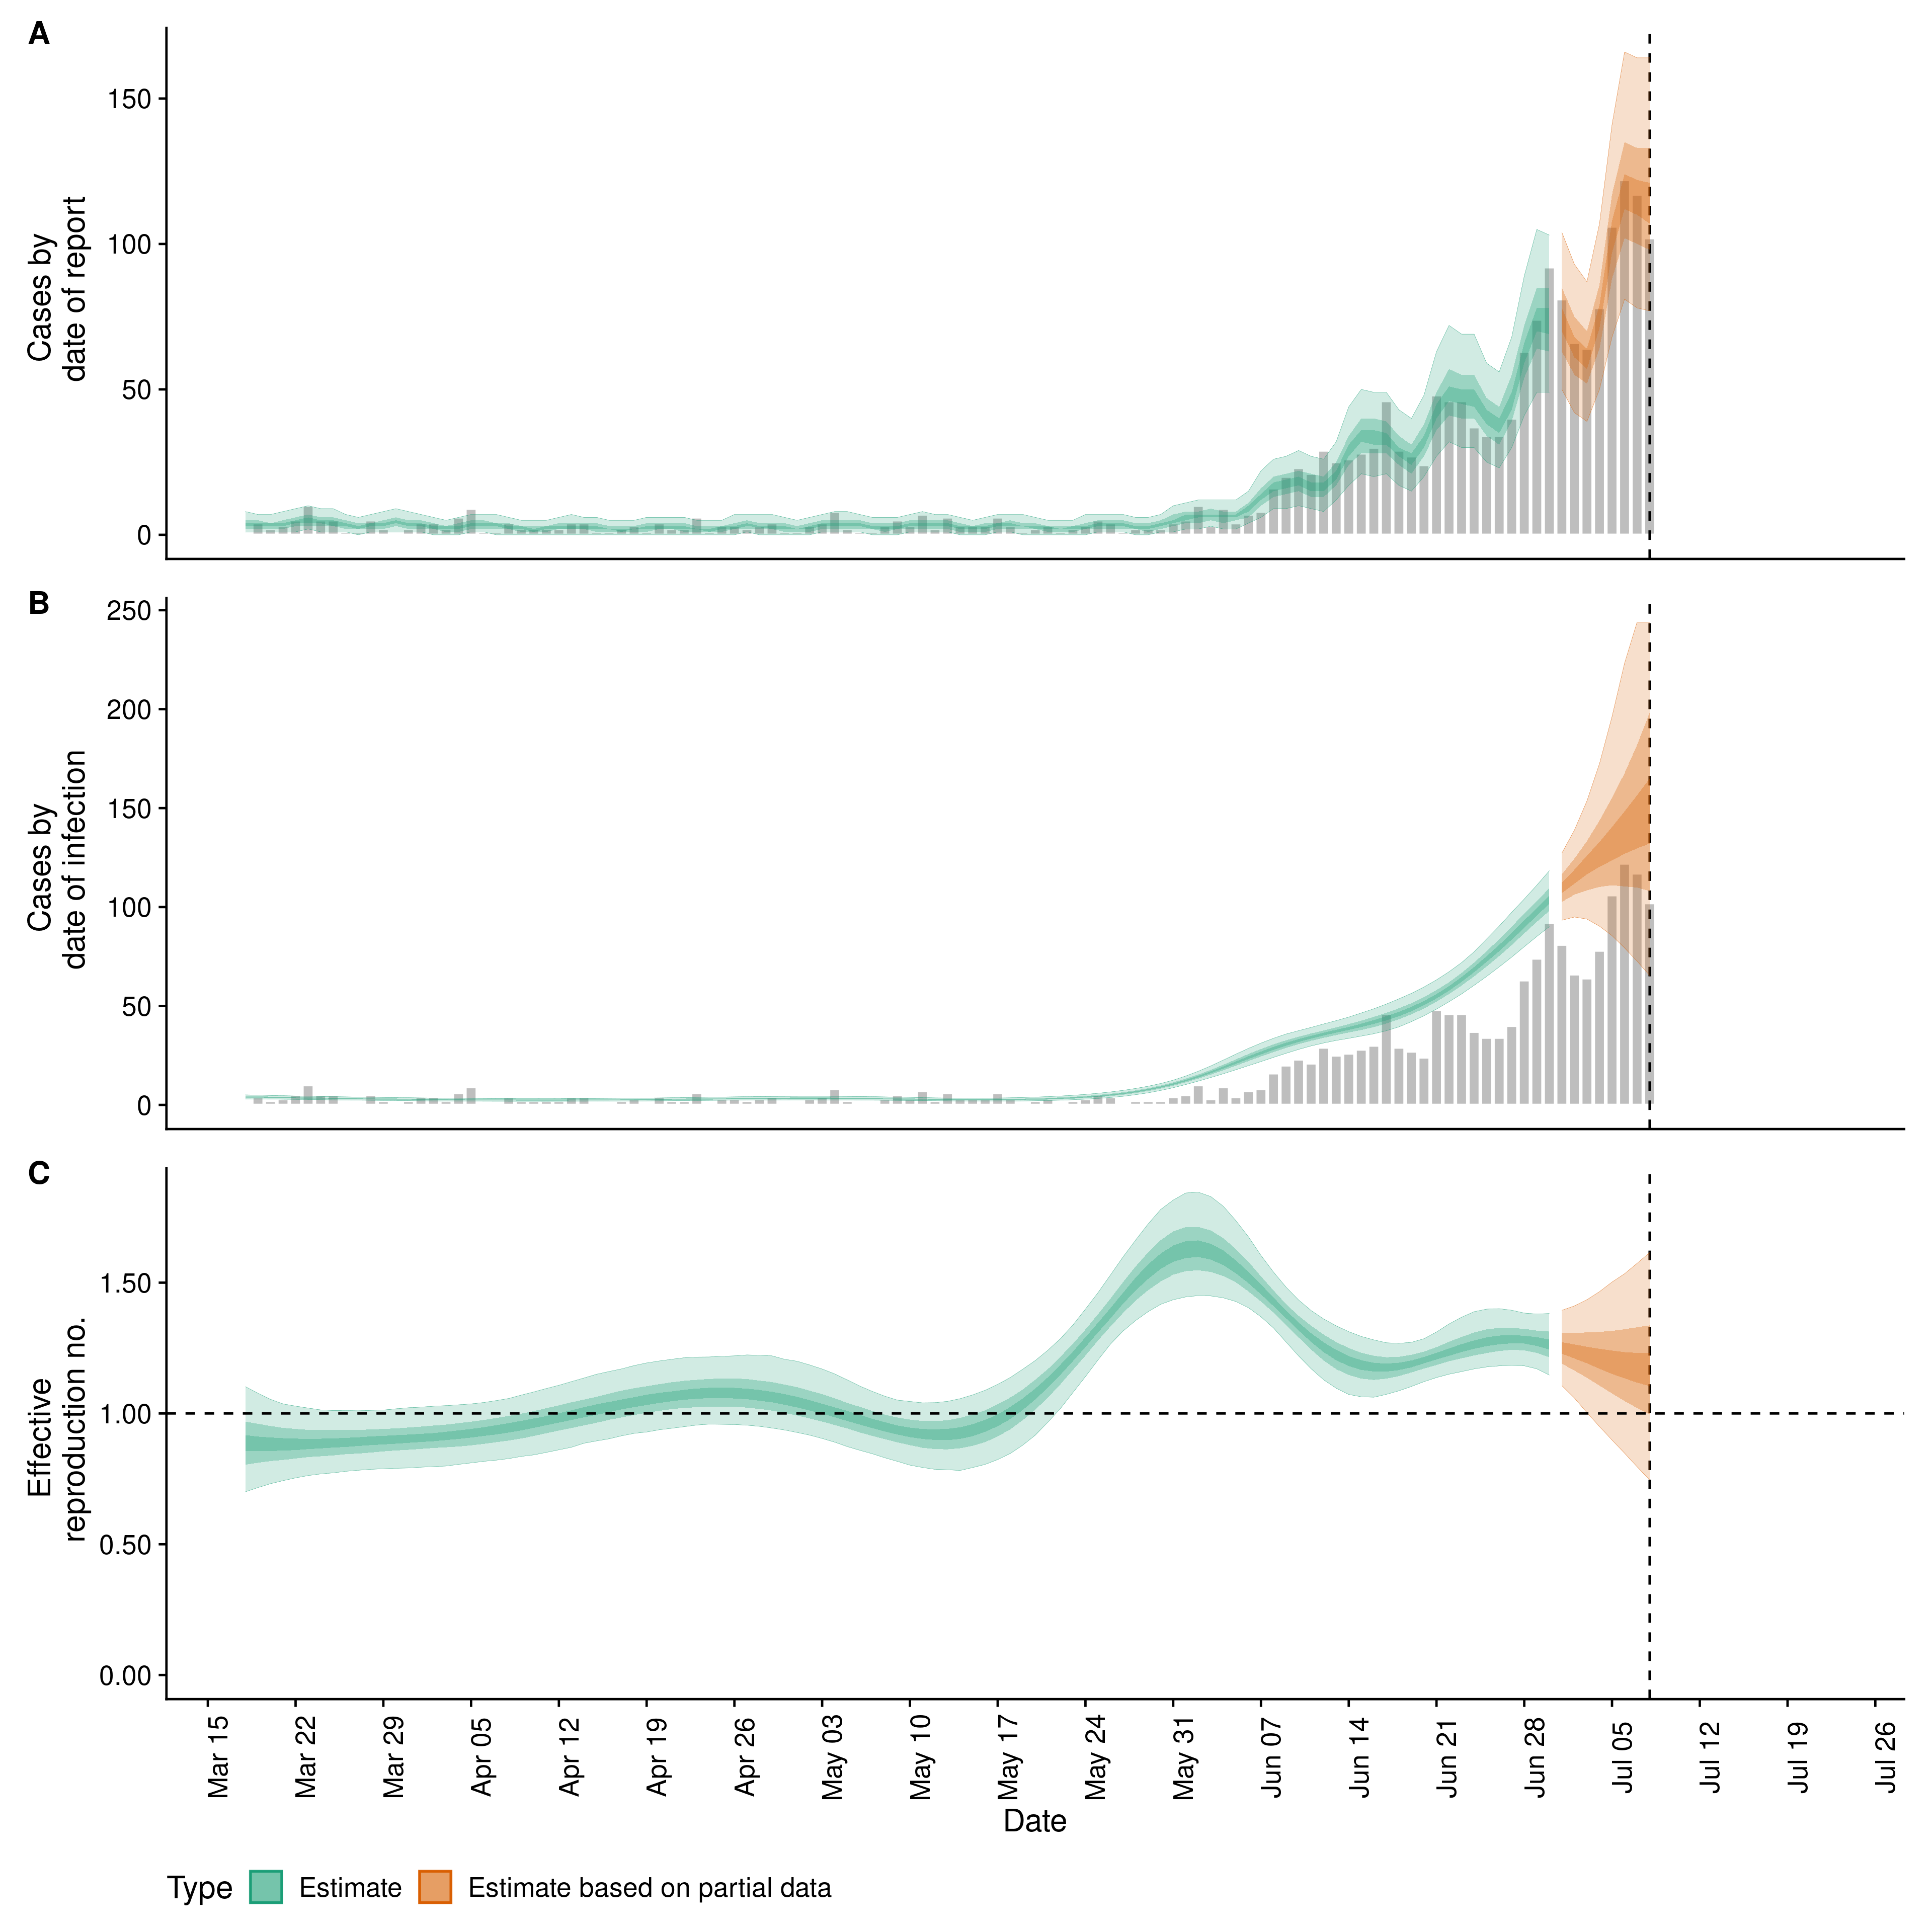 A
Cases by
date of report
150
100
50
0
B
Cases by
date of infection
250
200
150
100
50
0
C
Effective
reproduction no.
1.50
1.00
0.50
0.00
Mar 15
Mar 22
Mar 29
Apr 05
Apr 12
Apr 19
Apr 26
May 03
May 10
May 17
May 24
May 31
Jun 07
Jun 14
Jun 21
Jun 28
Jul 05
Jul 12
Jul 19
Jul 26
Date
Type Estimate Estimate based on partial data